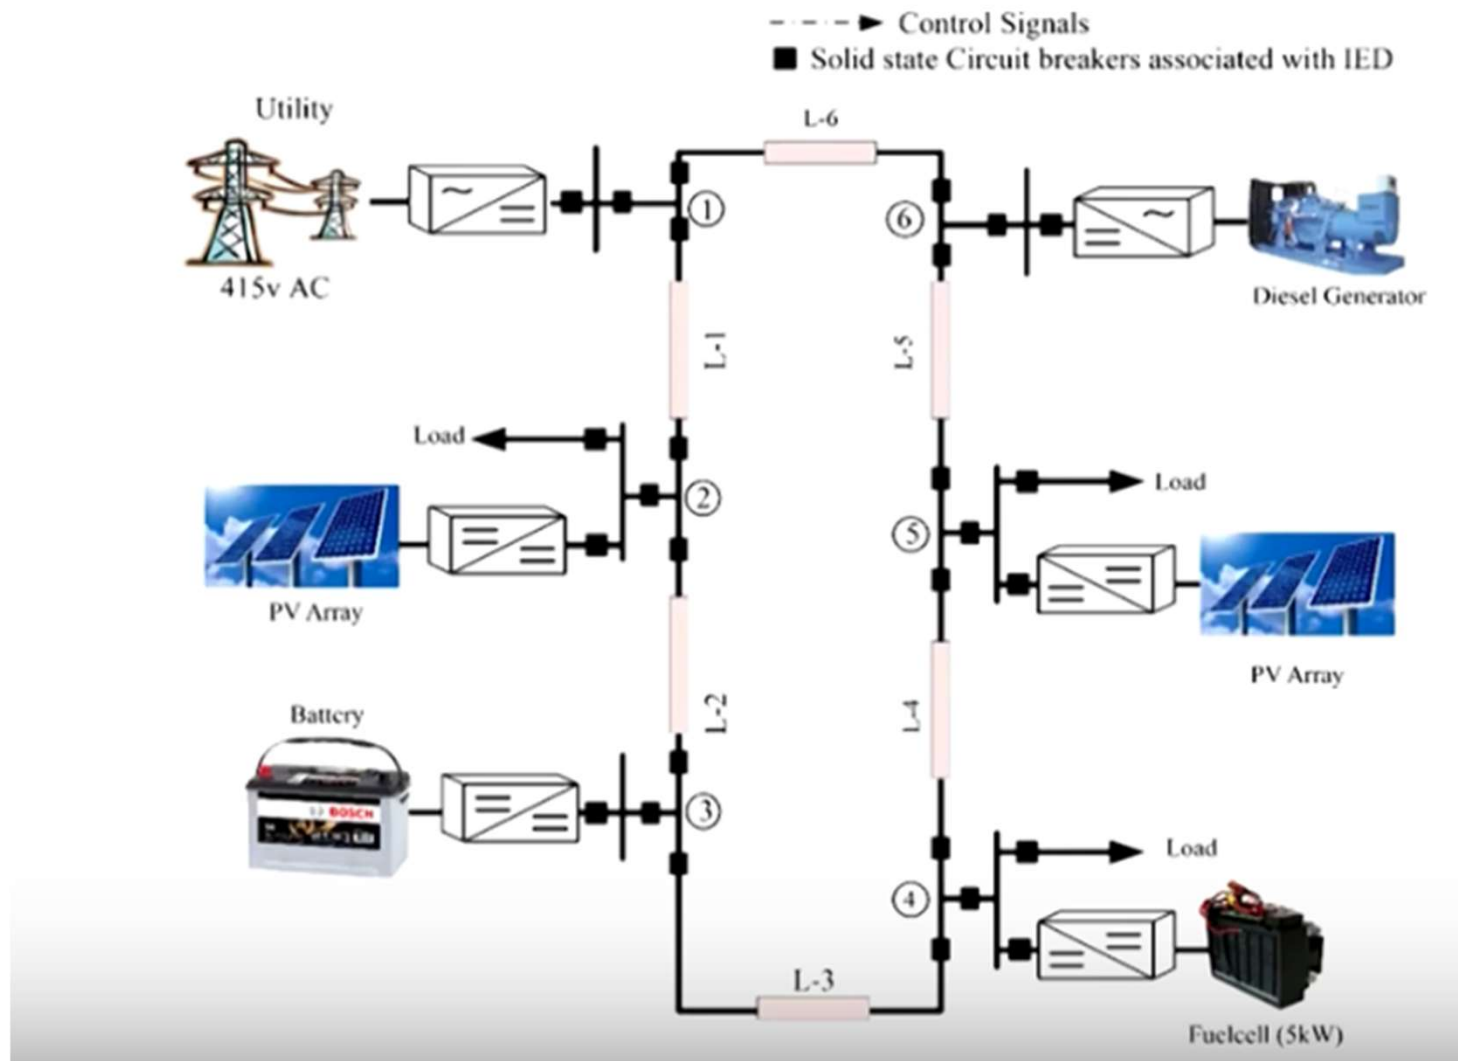 Control Signals
Solid state Circuit breakers associated with IED
Utility
L-6
1
6
415v AC
Diesel Generator
L-1
L-5
Load
2
Load
5
PV Array
PV Array
L-2
L-4
Battery
BOSCH
3
Load
4
L-3
Fuelcell (5kW)